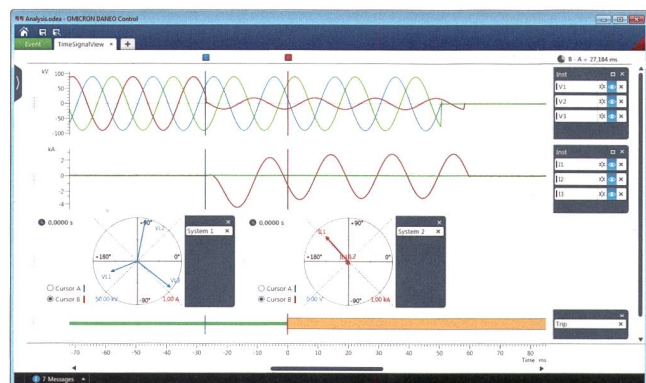 Analysis.odea - OMICRON DANEO Control
Event TimeSignalView × +
B - A = 27,184 ms
kV
100
50
0
-50
-100
Inst
V1
V2
V3
kA
2
0
-2
-4
Inst
I1
I2
I3
0,0000 s
+90°
VL2
+180° 0°
VL1
VL3
-90°
Cursor A
Cursor B
50.00 kV 1.00 A
System 1
0,0000 s
+90°
IL1
+180° 0°
-90°
Cursor A
Cursor B
0.00 V 1.00 kA
System 2
Trip
-70 -60 -50 -40 -30 -20 -10 0 10 20 30 40 50 60 70 80
Time ms
7 Messages